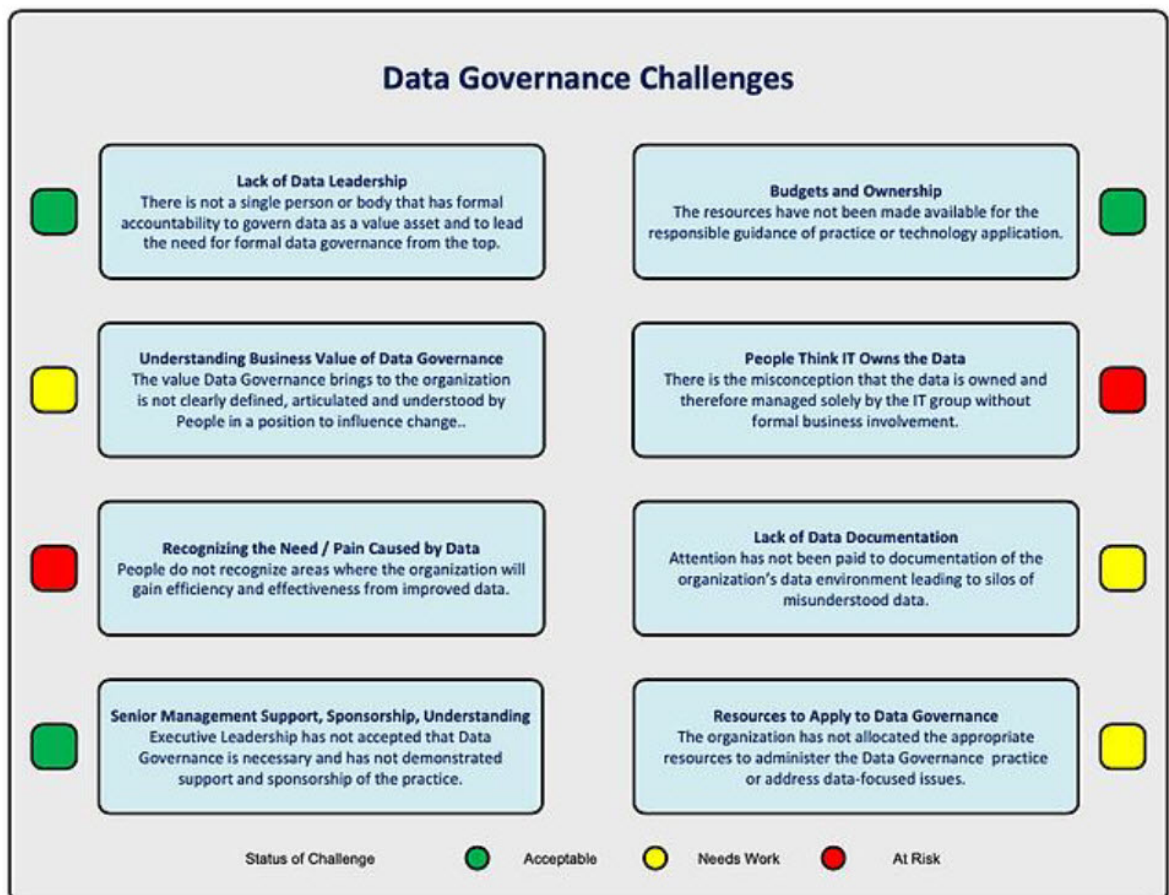 Data Governance Challenges
Lack of Data Leadership
There is not a single person or body that has formal
accountability to govern data as a value asset and to lead
the need for formal data governance from the top.
Budgets and Ownership
The resources have not been made available for the
responsible guidance of practice or technology application.
Understanding Business Value of Data Governance
The value Data Governance brings to the organization
is not clearly defined, articulated and understood by
People in a position to influence change..
People Think IT Owns the Data
There is the misconception that the data is owned and
therefore managed solely by the IT group without
formal business involvement.
Recognizing the Need / Pain Caused by Data
People do not recognize areas where the organization will
gain efficiency and effectiveness from improved data.
Lack of Data Documentation
Attention has not been paid to documentation of the
organization's data environment leading to silos of
misunderstood data.
Senior Management Support, Sponsorship, Understanding
Executive Leadership has not accepted that Data
Governance is necessary and has not demonstrated
support and sponsorship of the practice.
Resources to Apply to Data Governance
The organization has not allocated the appropriate
resources to administer the Data Governance practice
or address data-focused issues.
Status of Challenge Acceptable Needs Work At Risk